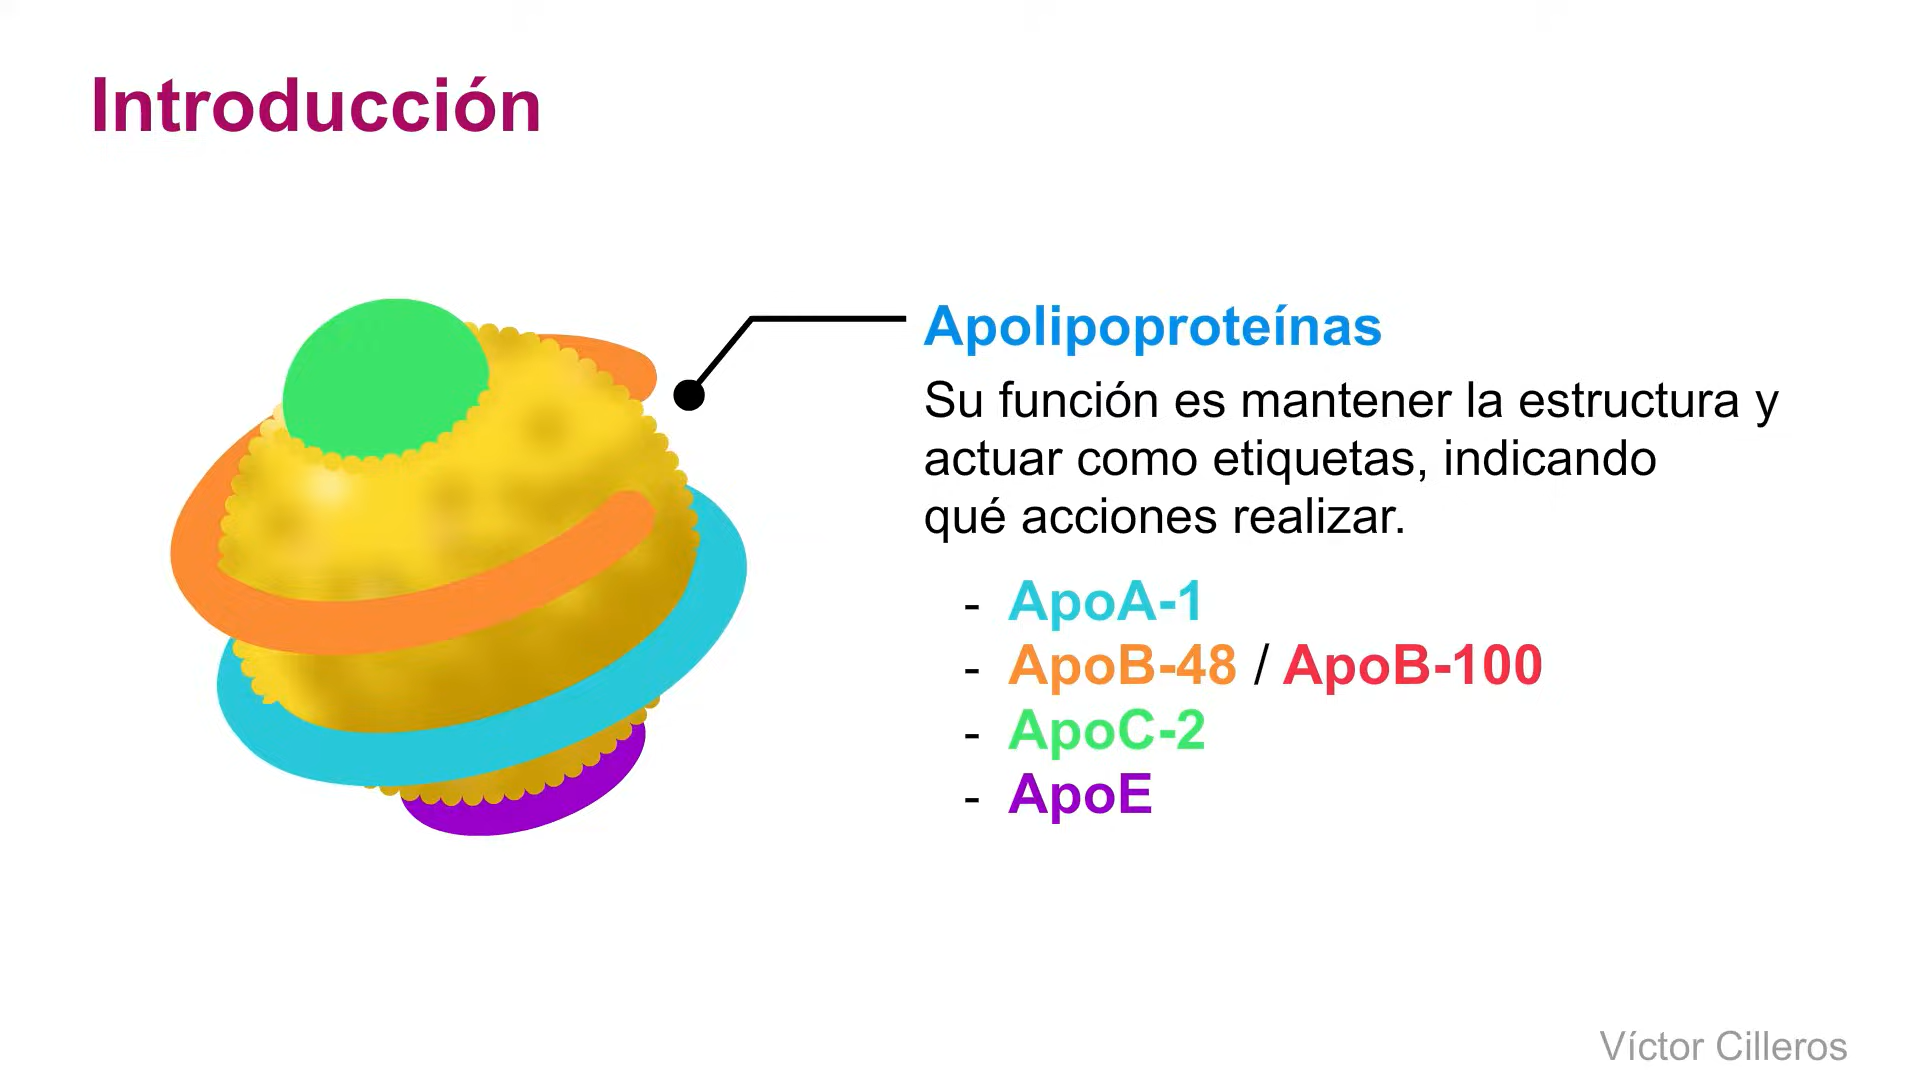 Introducción
Apolipoproteínas
Su función es mantener la estructura y
actuar como etiquetas, indicando
qué acciones realizar.
- ApoA-1
- ApoB-48 / ApoB-100
- ApoC-2
- ApoE
Víctor Cilleros